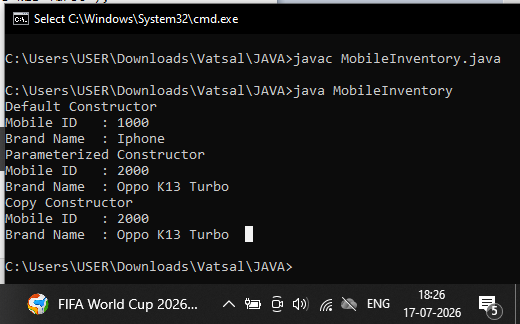 Select C:\Windows\System32\cmd.exe
C:\Users\USER\Downloads\Vatsal\JAVA>javac MobileInventory.java
C:\Users\USER\Downloads\Vatsal\JAVA>java MobileInventory
Default Constructor
Mobile ID   : 1000
Brand Name  : Iphone
Parameterized Constructor
Mobile ID   : 2000
Brand Name  : Oppo K13 Turbo
Copy Constructor
Mobile ID   : 2000
Brand Name  : Oppo K13 Turbo
C:\Users\USER\Downloads\Vatsal\JAVA>
FIFA World Cup 2026...
ENG
18:26
17-07-2026
5